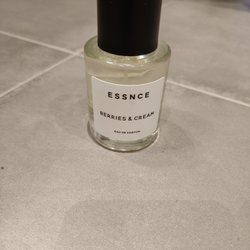 ESSNCE
BERRIES & CREAM
EAU DE PARFUM